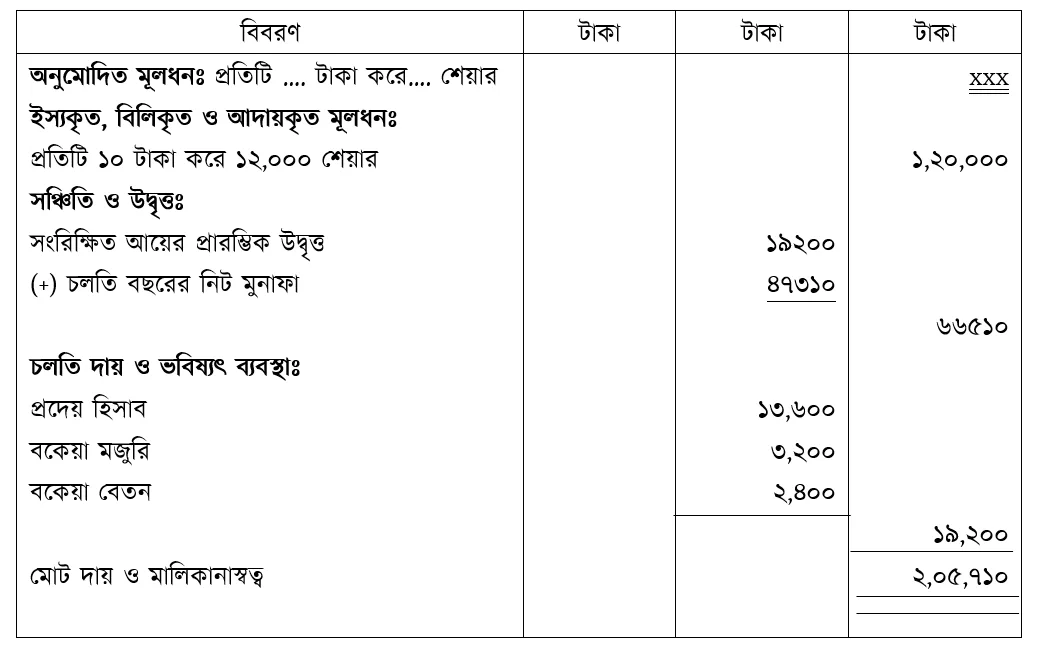 বিবরণ টাকা টাকা টাকা
অনুমোদিত মূলধনঃ প্রতিটি .... টাকা করে.... শেয়ার xxx
ইস্যকৃত, বিলিকৃত ও আদায়কৃত মূলধনঃ
প্রতিটি ১০ টাকা করে ১২,০০০ শেয়ার ১,২০,০০০
সঞ্চিতি ও উদ্বৃত্তঃ
সংরিক্ষিত আয়ের প্রারম্ভিক উদ্বৃত্ত ১৯২০০
(+) চলতি বছরের নিট মুনাফা ৪৭৩১০
৬৬৫১০
চলতি দায় ও ভবিষ্যৎ ব্যবস্থাঃ
প্রদেয় হিসাব ১৩,৬০০
বকেয়া মজুরি ৩,২০০
বকেয়া বেতন ২,৪০০
১৯,২০০
মোট দায় ও মালিকানাস্বত্ব ২,০৫,৭১০